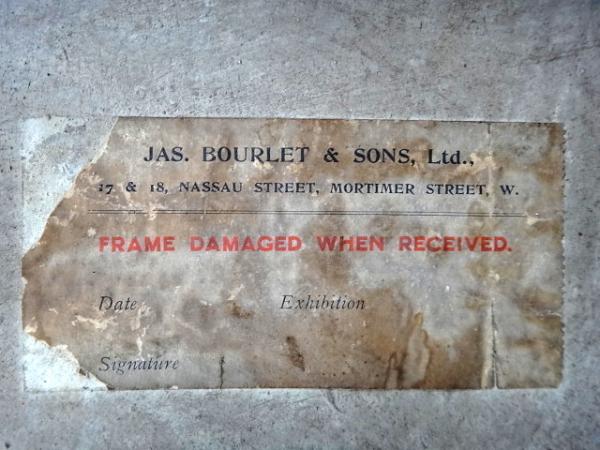 JAS. BOURLET & SONS, Ltd.,
17 & 18, NASSAU STREET, MORTIMER STREET, W.
FRAME DAMAGED WHEN RECEIVED.
Date Exhibition
Signature